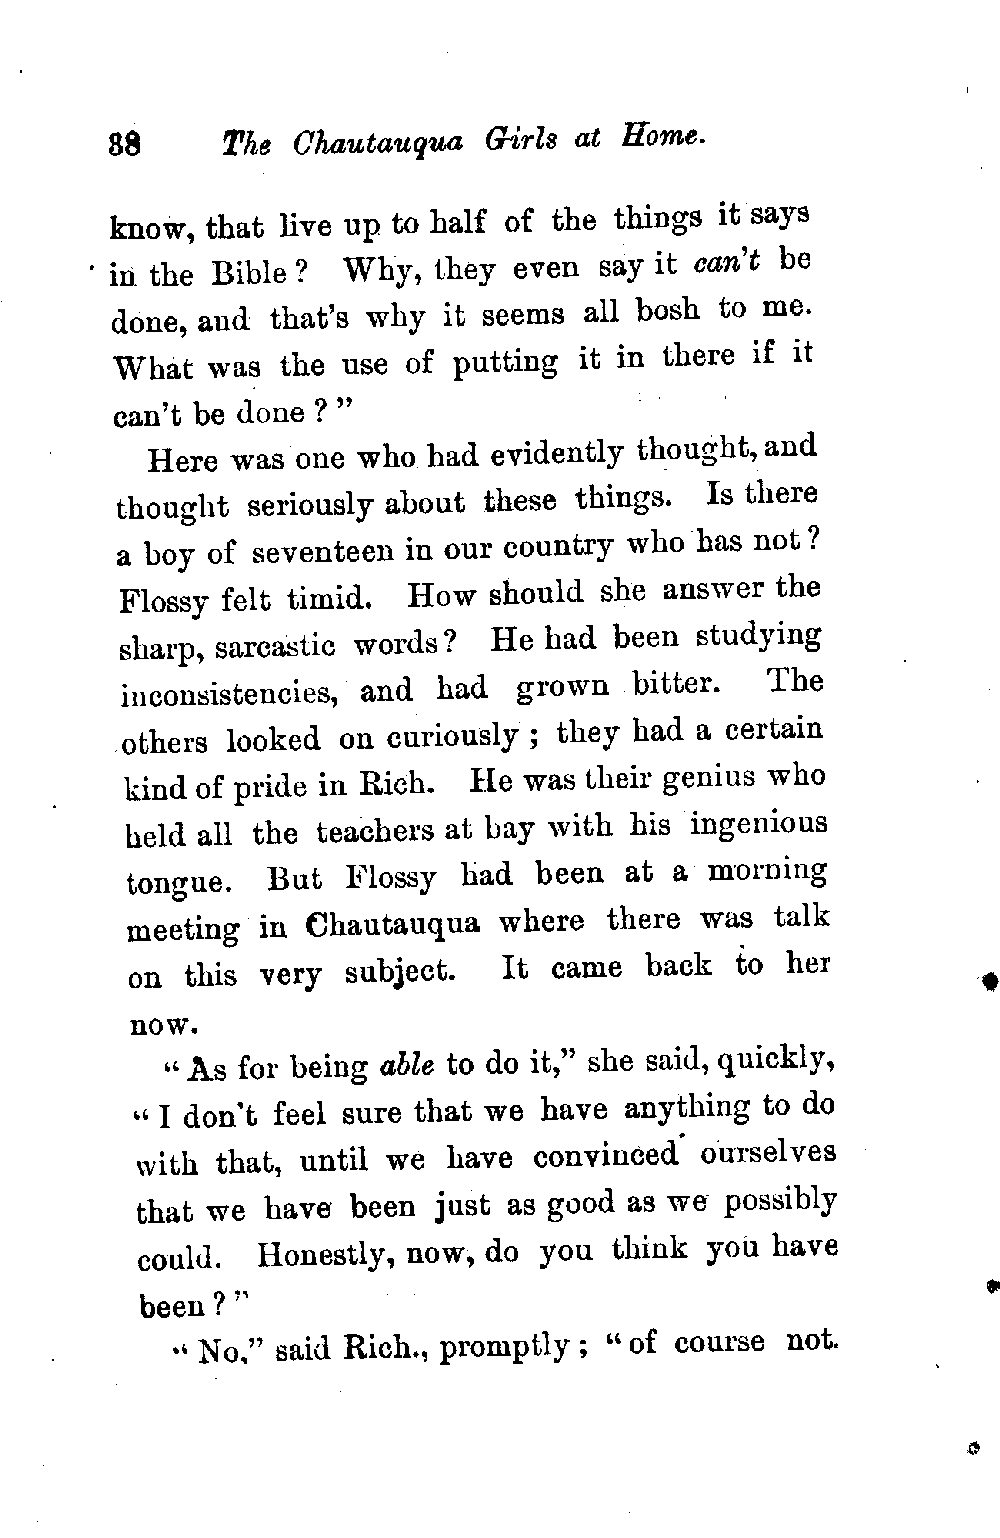 88 The Chautauqua Girls at Home.
know, that live up to half of the things it says
in the Bible? Why, they even say it can't be
done, and that's why it seems all bosh to me.
What was the use of putting it in there if it
can't be done?"
Here was one who had evidently thought, and
thought seriously about these things. Is there
a boy of seventeen in our country who has not?
Flossy felt timid. How should she answer the
sharp, sarcastic words? He had been studying
inconsistencies, and had grown bitter. The
others looked on curiously; they had a certain
kind of pride in Rich. He was their genius who
held all the teachers at bay with his ingenious
tongue. But Flossy had been at a morning
meeting in Chautauqua where there was talk
on this very subject. It came back to her
now.
"As for being able to do it," she said, quickly,
"I don't feel sure that we have anything to do
with that, until we have convinced ourselves
that we have been just as good as we possibly
could. Honestly, now, do you think you have
been?"
"No," said Rich., promptly; "of course not.